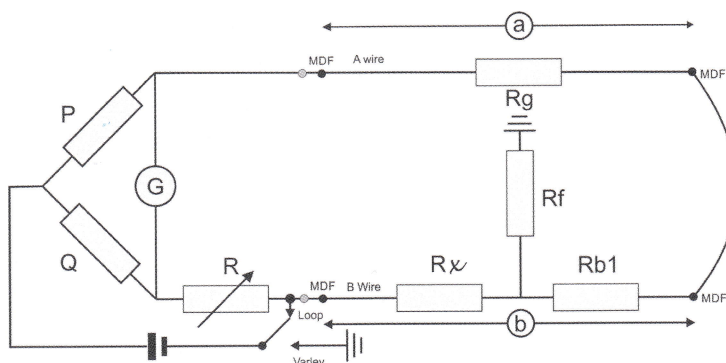 a
MDF
A wire
MDF
Rg
P
G
Rf
Q
R
Rx
Rb1
MDF
B Wire
MDF
Loop
b
Varley